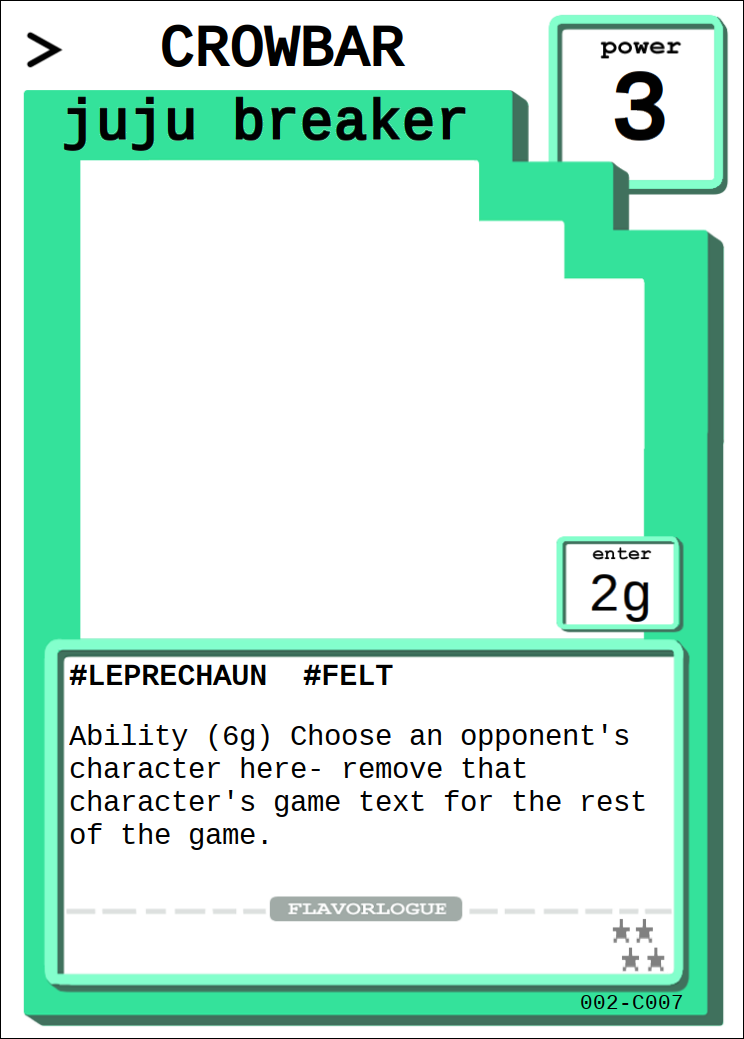 > CROWBAR
power
3
juju breaker
enter
2g
#LEPRECHAUN #FELT
Ability (6g) Choose an opponent's
character here- remove that
character's game text for the rest
of the game.
FLAVORLOGUE
002-C007